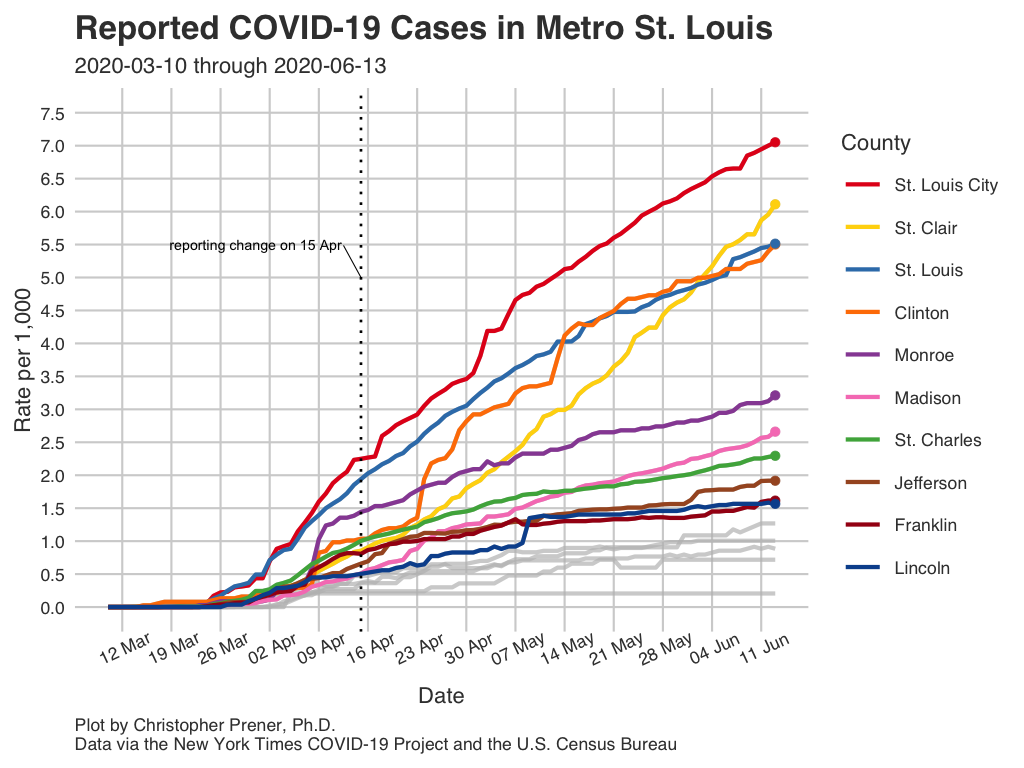 Reported COVID-19 Cases in Metro St. Louis
2020-03-10 through 2020-06-13
7.5
7.0
6.5
6.0
5.5
5.0
4.5
4.0
3.5
3.0
2.5
2.0
1.5
1.0
0.5
0.0
Rate per 1,000
reporting change on 15 Apr
12 Mar
19 Mar
26 Mar
02 Apr
09 Apr
16 Apr
23 Apr
30 Apr
07 May
14 May
21 May
28 May
04 Jun
11 Jun
Date
County
St. Louis City
St. Clair
St. Louis
Clinton
Monroe
Madison
St. Charles
Jefferson
Franklin
Lincoln
Plot by Christopher Prener, Ph.D.
Data via the New York Times COVID-19 Project and the U.S. Census Bureau